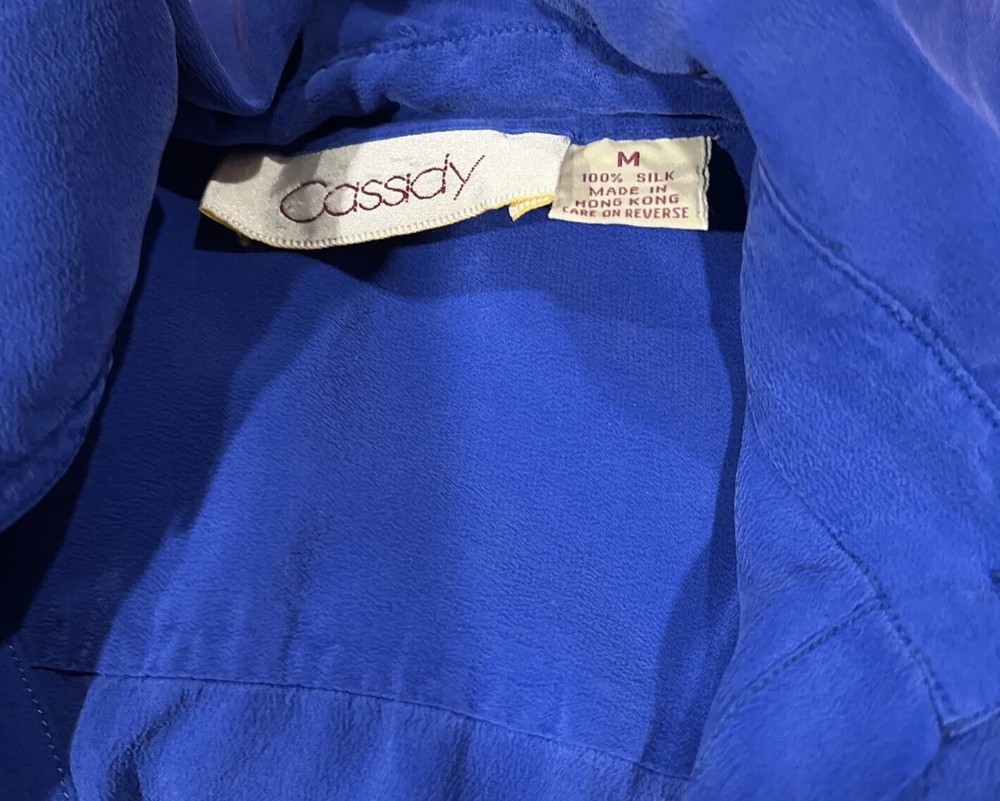 Cassidy
M
100% SILK
MADE IN
HONG KONG
CARE ON REVERSE